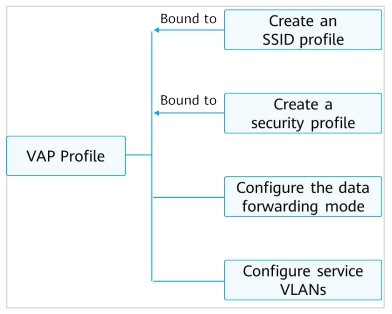 Bound to
Create an
SSID profile
Bound to
Create a
security profile
VAP Profile
Configure the data
forwarding mode
Configure service
VLANs